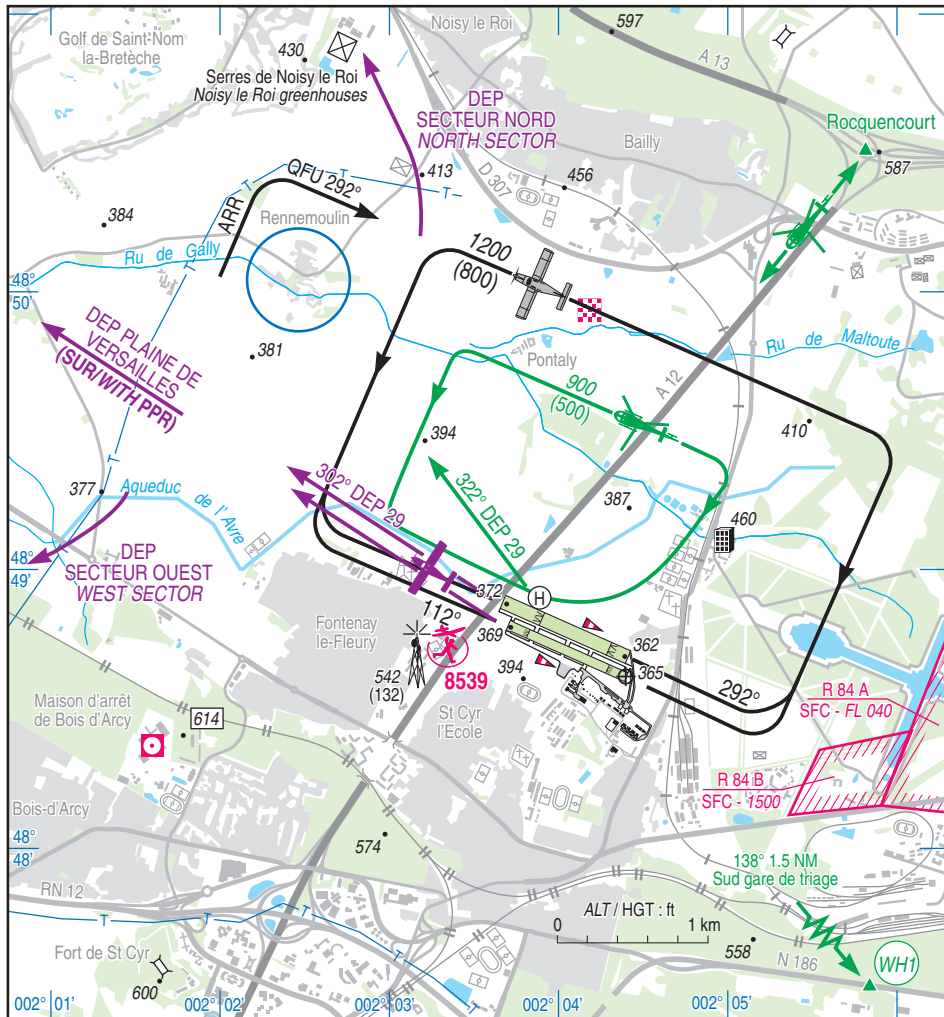 Golf de Saint-Nom
la-Bretèche
430
Serres de Noisy le Roi
Noisy le Roi greenhouses
Noisy le Roi
597
A 13
DEP
SECTEUR NORD
NORTH SECTOR
Bailly
Rocquencourt
587
413
D 307
456
T
T
QFU 292°
ARR
Rennemoulin
384
Ru de Gally
1200
(800)
48°
50'
T
DEP PLAINE DE
VERSAILLES
(SUR/WITH PPR)
381
Pontaly
A 12
Ru de Maltoute
900
(500)
394
410
T
377
302° DEP 29
322° DEP 29
387
Aqueduc de l'Avre
460
48°
49'
DEP
SECTEUR OUEST
WEST SECTOR
372
H
112°
369
Fontenay
le-Fleury
362
365
8539
394
542
(132)
292°
Maison d'arrêt
de Bois d'Arcy
614
St Cyr
l'Ecole
R 84 A
SFC - FL 040
R 84 B
SFC - 1500
Bois-d'Arcy
48°
48'
574
138° 1.5 NM
Sud gare de triage
RN 12
T
T
T
T
ALT / HGT : ft
0
1 km
558
N 186
WH1
Fort de St Cyr
600
002° 01'
002° 02'
002° 03'
002° 04'
002° 05'